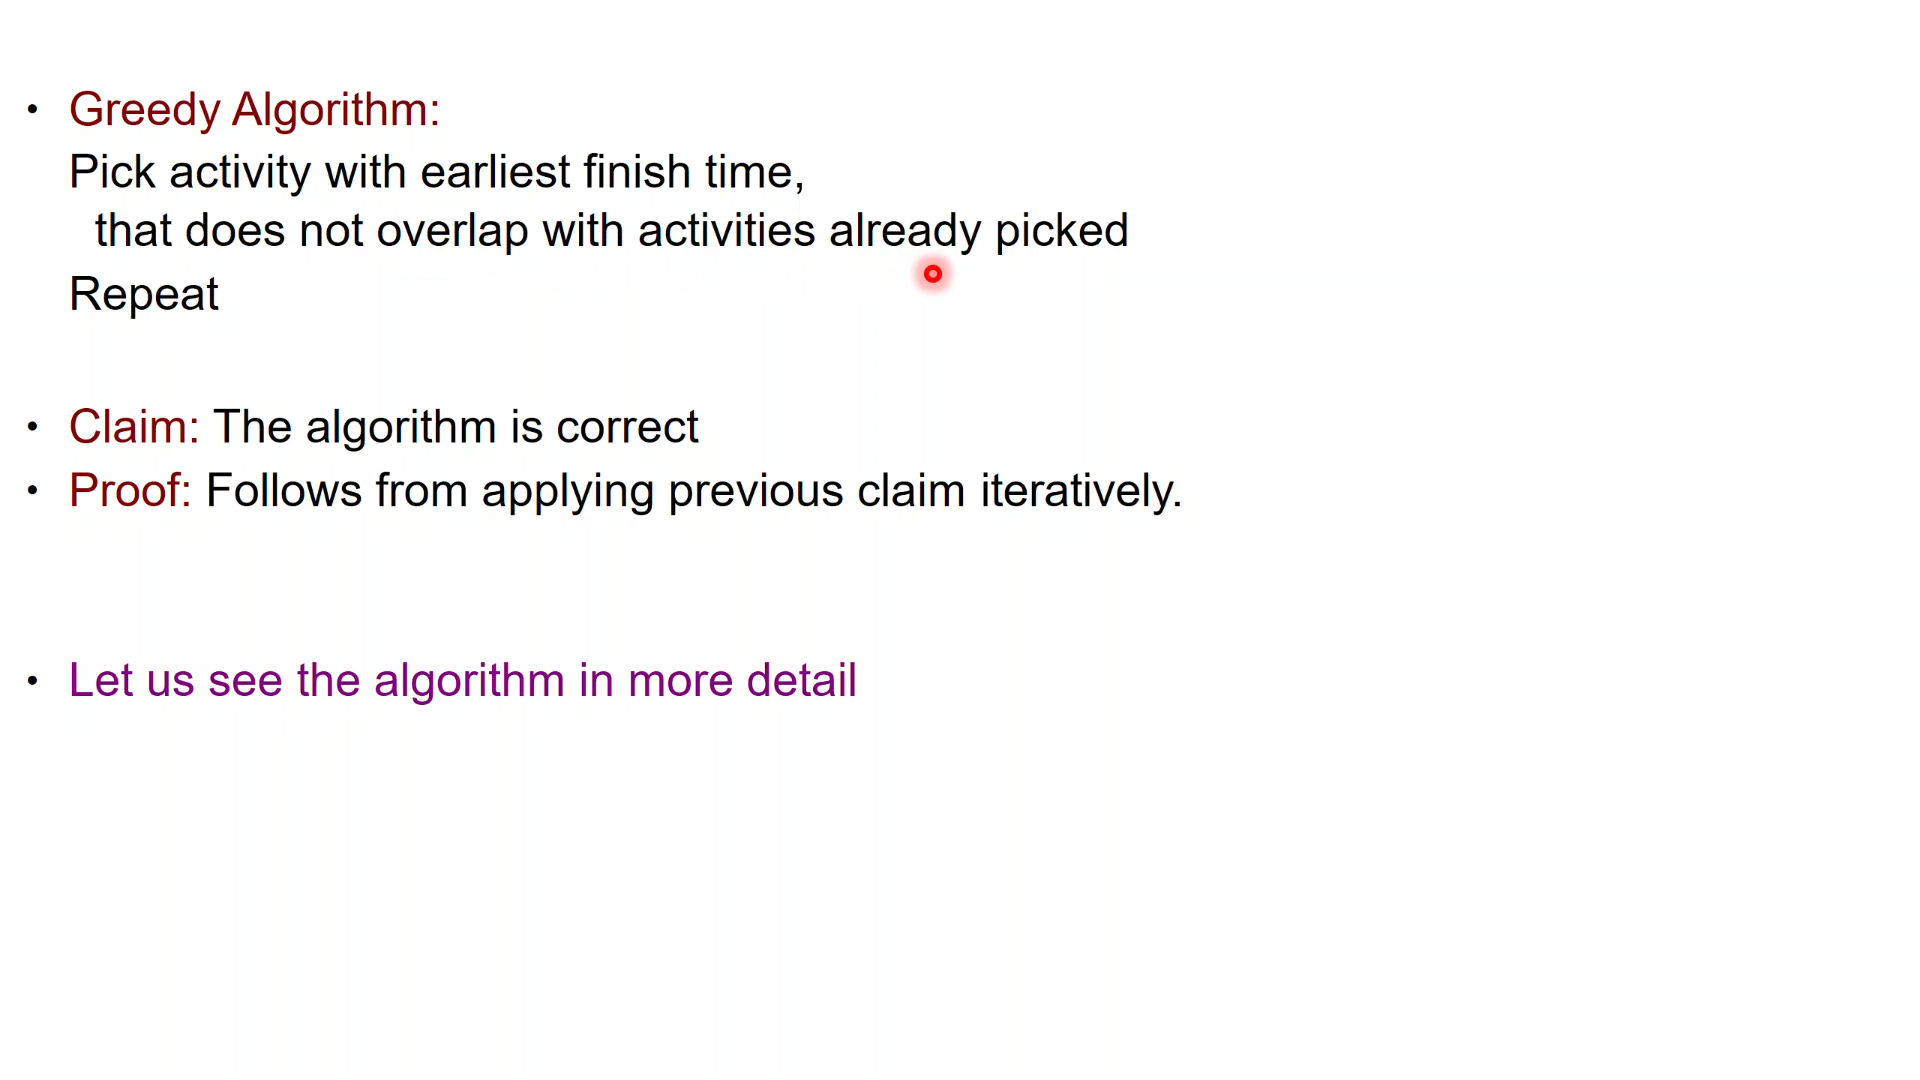 • Greedy Algorithm:
Pick activity with earliest finish time,
that does not overlap with activities already picked
Repeat
• Claim: The algorithm is correct
• Proof: Follows from applying previous claim iteratively.
• Let us see the algorithm in more detail